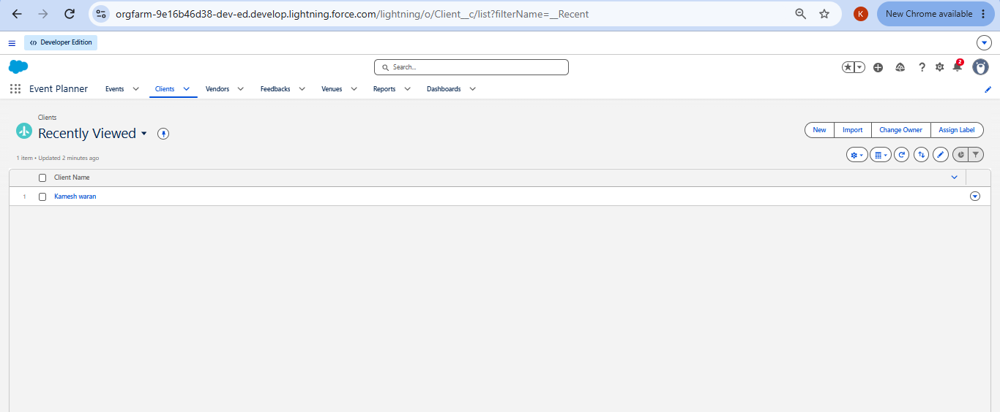 orgfarm-9e16b46d38-dev-ed.develop.lightning.force.com/lightning/o/Client__c/list?filterName=__Recent
K
New Chrome available
Developer Edition
Search...
2
Event Planner
Events
Clients
Vendors
Feedbacks
Venues
Reports
Dashboards
Clients
Recently Viewed
New
Import
Change Owner
Assign Label
1 item • Updated 2 minutes ago
Client Name
1
Kamesh waran